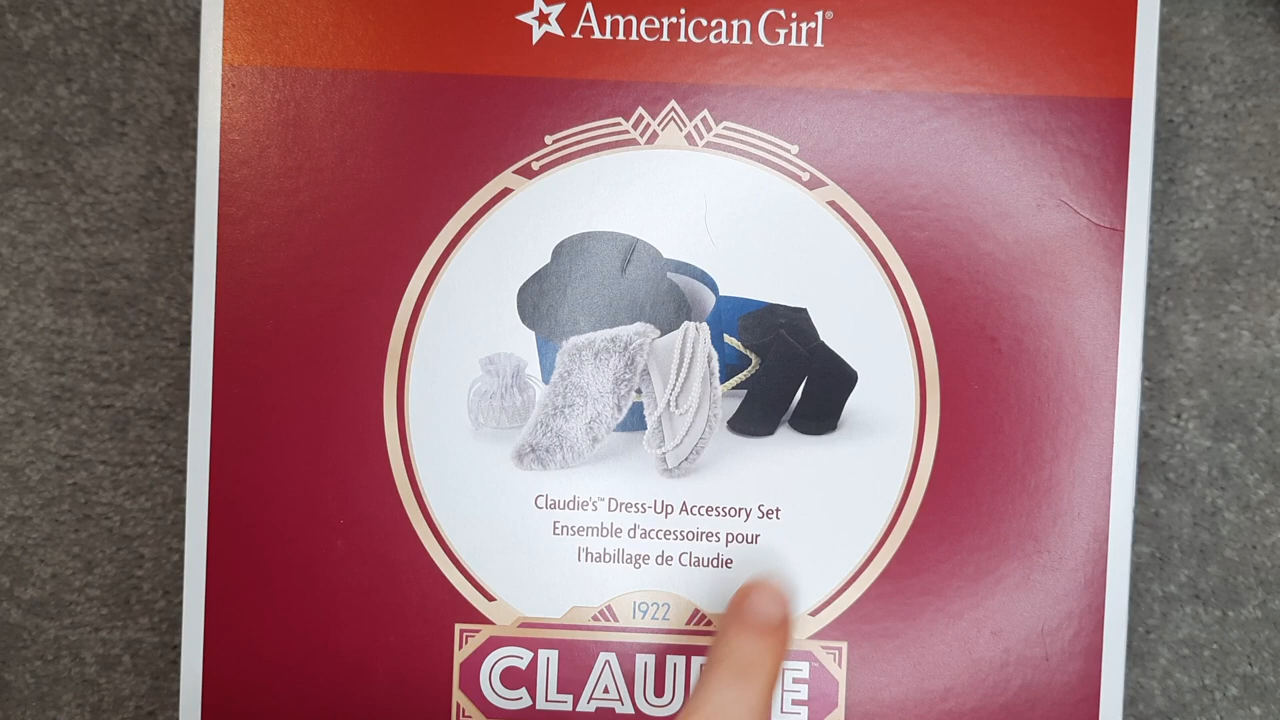 American Girl®
Claudie's™ Dress-Up Accessory Set
Ensemble d'accessoires pour
l'habillage de Claudie
1922